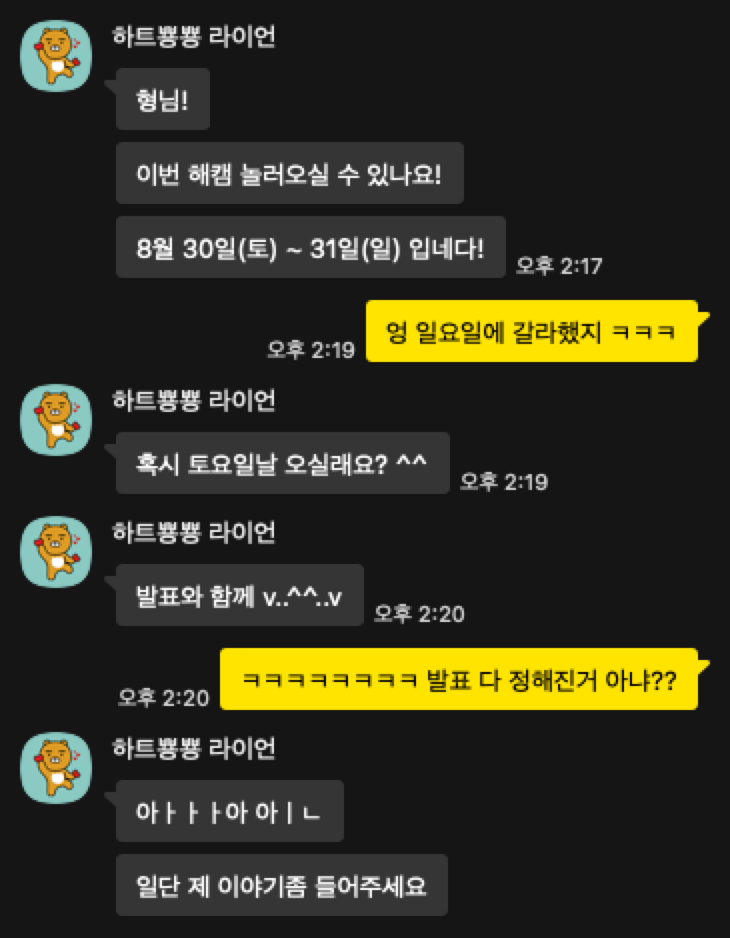 하트뿅뿅 라이언
형님!
이번 해캠 놀러오실 수 있나요!
8월 30일(토) ~ 31일(일) 입네다!
오후 2:17
엉 일요일에 갈라했지 ㅋㅋㅋ
오후 2:19
하트뿅뿅 라이언
혹시 토요일날 오실래요? ^^
오후 2:19
하트뿅뿅 라이언
발표와 함께 v..^^..v
오후 2:20
ㅋㅋㅋㅋㅋㅋㅋㅋ 발표 다 정해진거 아냐??
오후 2:20
하트뿅뿅 라이언
아ㅏㅏㅏ아 아ㅣㄴ
일단 제 이야기좀 들어주세요